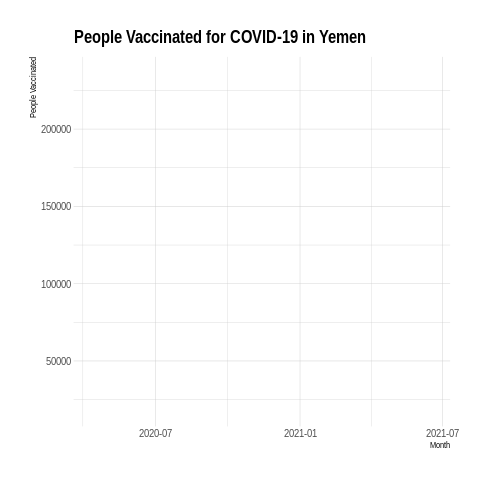 People Vaccinated for COVID-19 in Yemen
People Vaccinated
200000
150000
100000
50000
2020-07 2021-01 2021-07
Month